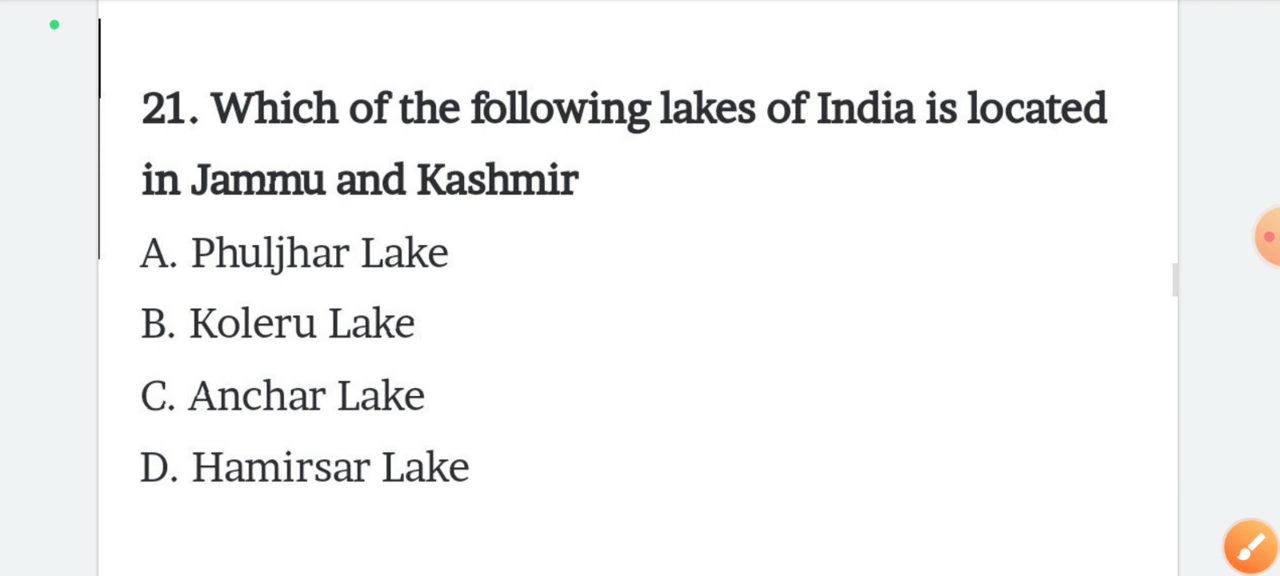 21. Which of the following lakes of India is located
in Jammu and Kashmir
A. Phuljhar Lake
B. Koleru Lake
C. Anchar Lake
D. Hamirsar Lake